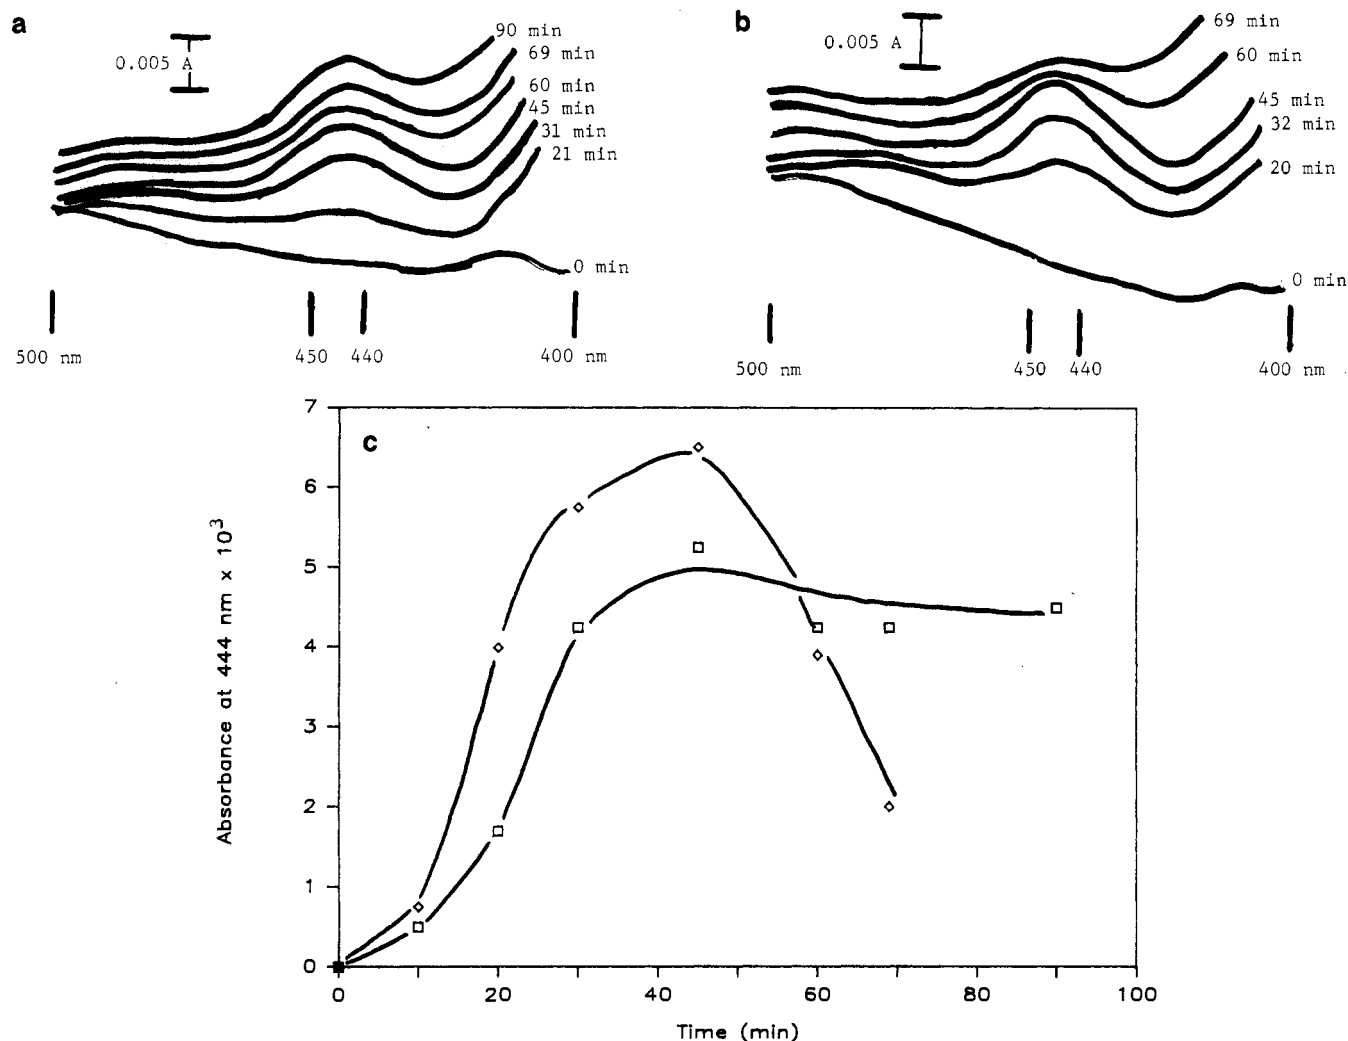 a
0.005 A
90 min
69 min
60 min
45 min
31 min
21 min
0 min
500 nm
450
440
400 nm
b
0.005 A
69 min
60 min
45 min
32 min
20 min
0 min
500 nm
450
440
400 nm
c
Absorbance at 444 nm x 10³
7
6
5
4
3
2
1
0
0
20
40
60
80
100
Time (min)